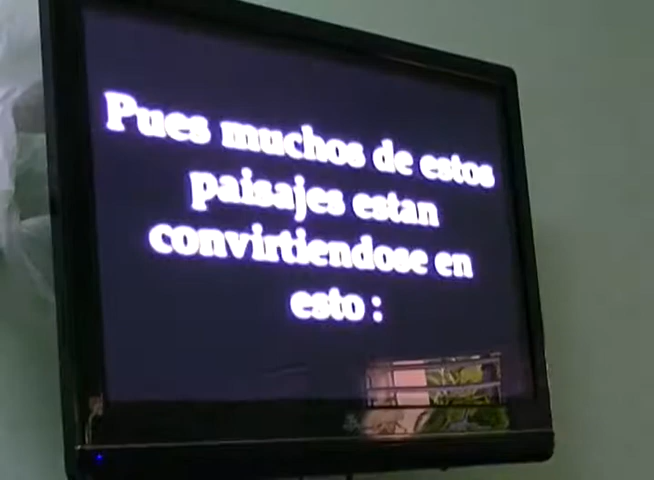 Pues muchos de estos
paisajes estan
convirtiendose en
esto :